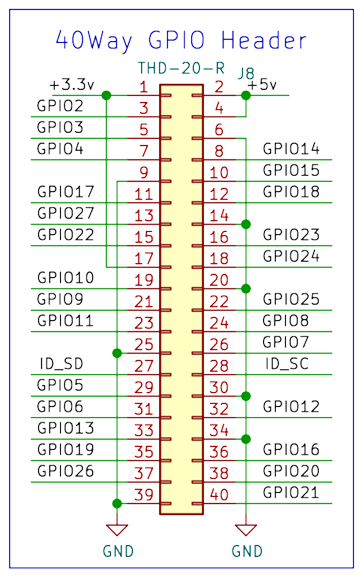 40Way GPIO Header
THD-20-R J8
+3.3v 1 2 +5v
GPIO2 3 4
GPIO3 5 6
GPIO4 7 8 GPIO14
9 10 GPIO15
GPIO17 11 12 GPIO18
GPIO27 13 14
GPIO22 15 16 GPIO23
17 18 GPIO24
GPIO10 19 20
GPIO9 21 22 GPIO25
GPIO11 23 24 GPIO8
25 26 GPIO7
ID_SD 27 28 ID_SC
GPIO5 29 30
GPIO6 31 32 GPIO12
GPIO13 33 34
GPIO19 35 36 GPIO16
GPIO26 37 38 GPIO20
39 40 GPIO21
GND GND